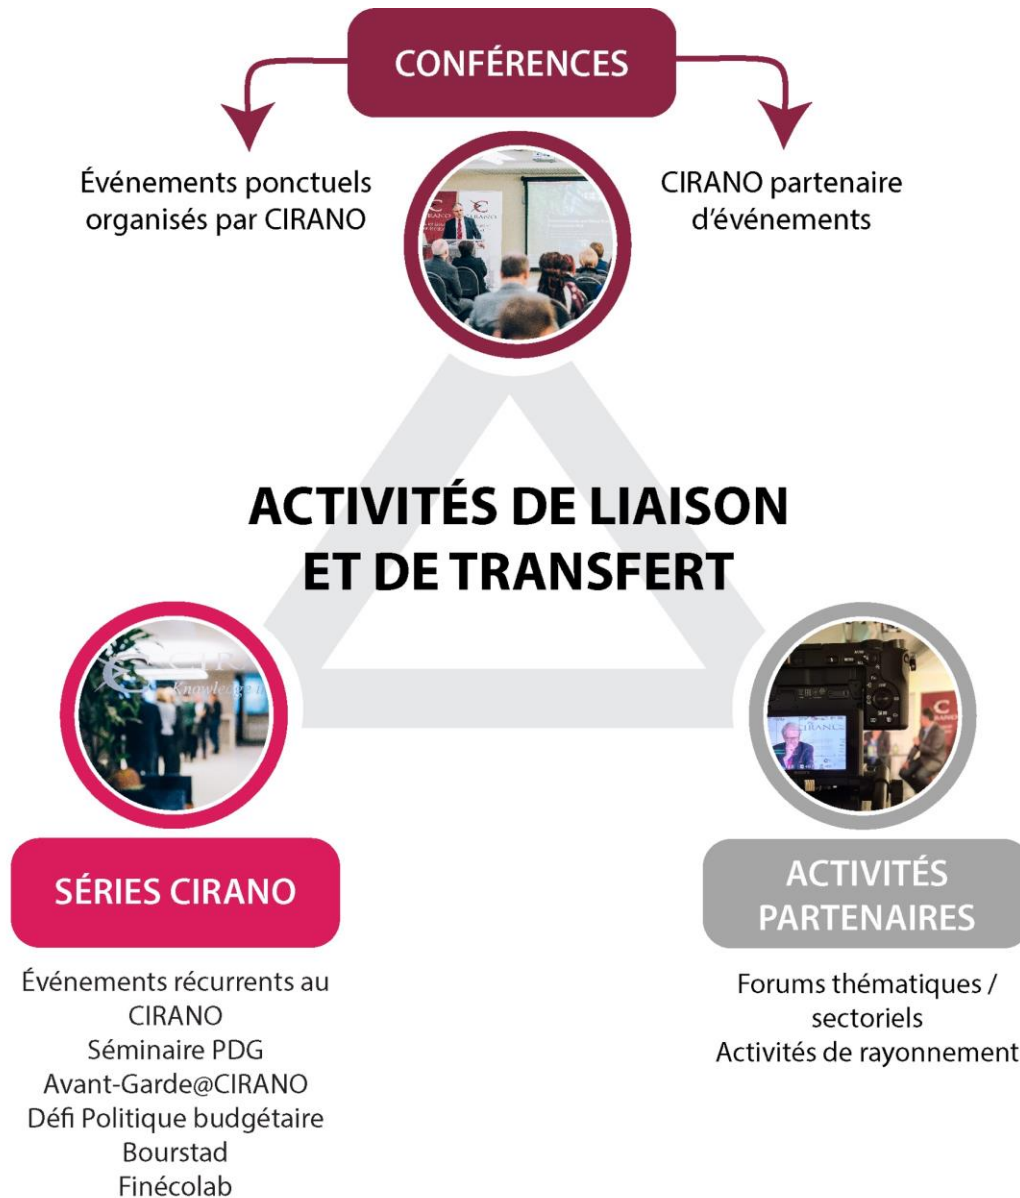 CONFÉRENCES
Événements ponctuels
organisés par CIRANO
CIRANO partenaire
d'événements
ACTIVITÉS DE LIAISON
ET DE TRANSFERT
SÉRIES CIRANO
Événements récurrents au
CIRANO
Séminaire PDG
Avant-Garde@CIRANO
Défi Politique budgétaire
Bourstad
Finécolab
ACTIVITÉS
PARTENAIRES
Forums thématiques /
sectoriels
Activités de rayonnement